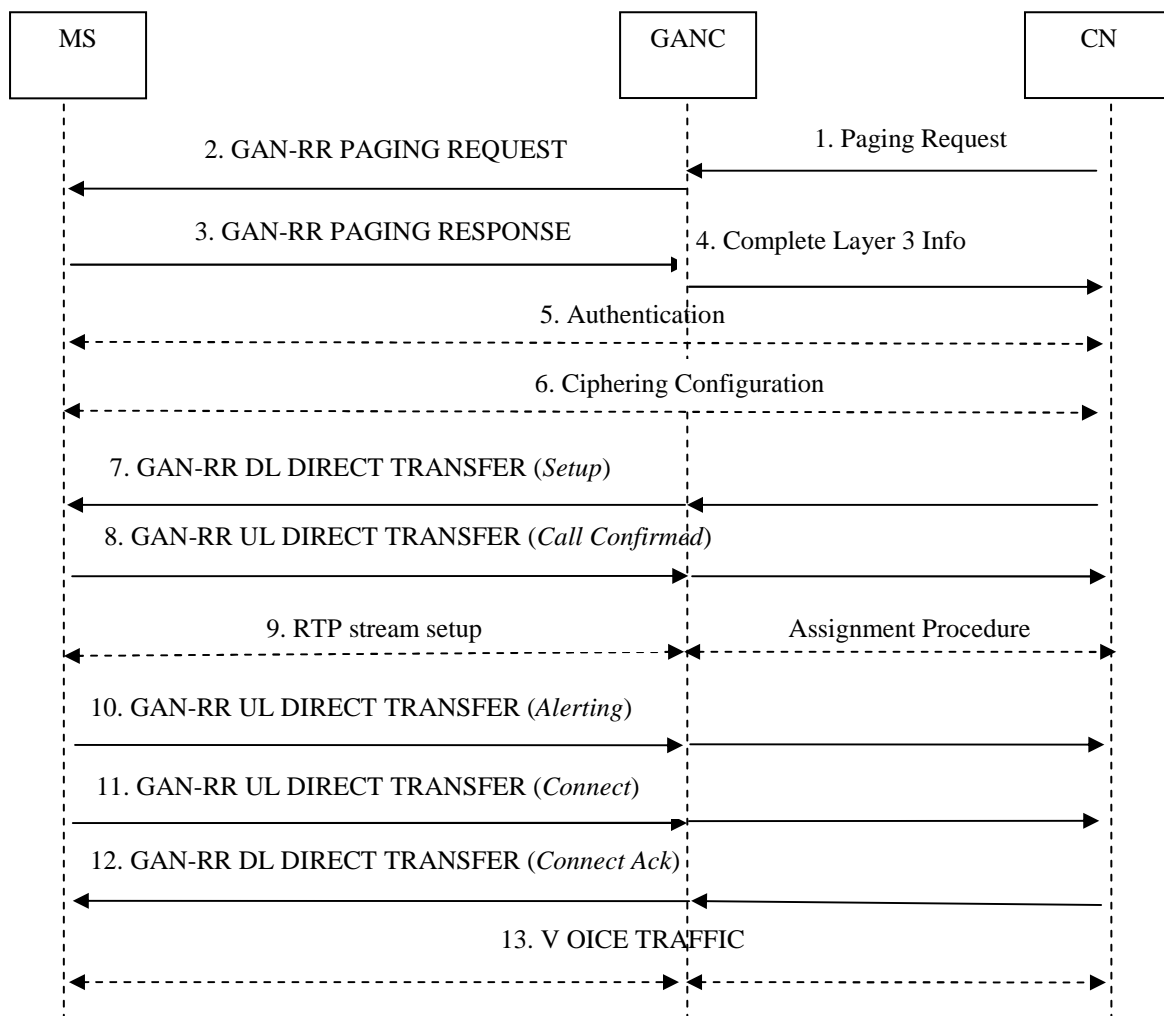 MS
GANC
CN
1. Paging Request
2. GAN-RR PAGING REQUEST
3. GAN-RR PAGING RESPONSE
4. Complete Layer 3 Info
5. Authentication
6. Ciphering Configuration
7. GAN-RR DL DIRECT TRANSFER (Setup)
8. GAN-RR UL DIRECT TRANSFER (Call Confirmed)
9. RTP stream setup
Assignment Procedure
10. GAN-RR UL DIRECT TRANSFER (Alerting)
11. GAN-RR UL DIRECT TRANSFER (Connect)
12. GAN-RR DL DIRECT TRANSFER (Connect Ack)
13. V OICE TRAFFIC